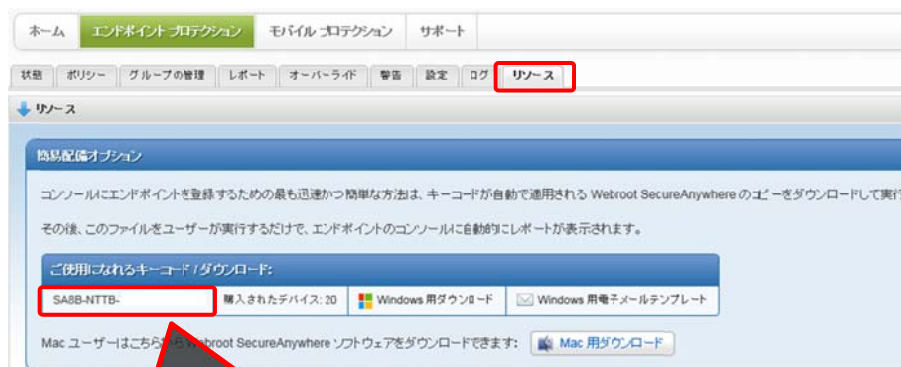 ホーム エンドポイント プロテクション モバイル プロテクション サポート
状態 ポリシー グループの管理 レポート オーバーライド 警告 設定 ログ リソース
リソース
簡易配備オプション
コンソールにエンドポイントを登録するための最も迅速かつ簡単な方法は、キーコードが自動で適用される Webroot SecureAnywhere のコピーをダウンロードして実行
その後、このファイルをユーザーが実行するだけで、エンドポイントのコンソールに自動的にレポートが表示されます。
ご使用になれるキーコード / ダウンロード:
SA8B-NTTB- 購入されたデバイス: 20 Windows 用ダウンロード Windows 用電子メールテンプレート
Mac ユーザーはこちら Webroot SecureAnywhere ソフトウェアをダウンロードできます: Mac 用ダウンロード